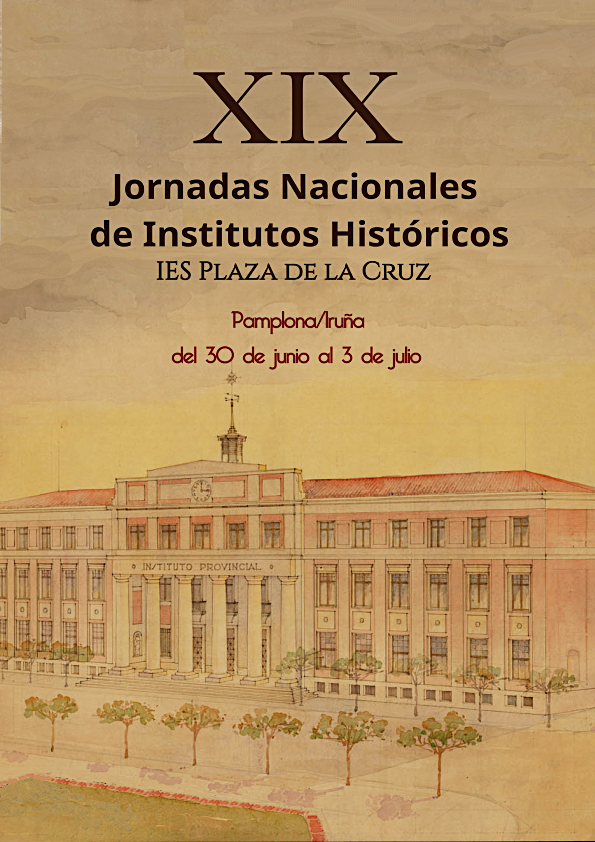 XIX
Jornadas Nacionales
de Institutos Históricos
IES Plaza de la Cruz
Pamplona/Iruña
del 30 de junio al 3 de julio
INSTITUTO PROVINCIAL